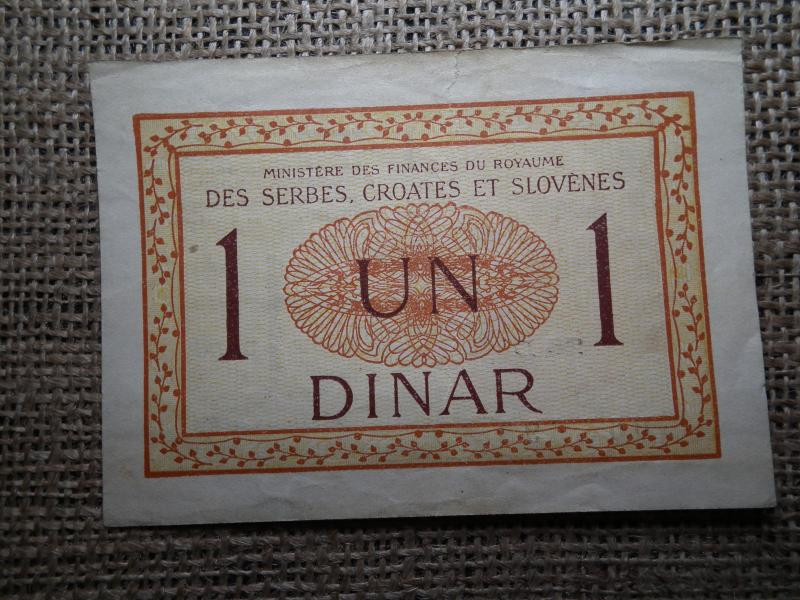 MINISTÈRE DES FINANCES DU ROYAUME
DES SERBES, CROATES ET SLOVÈNES
1 UN 1
DINAR